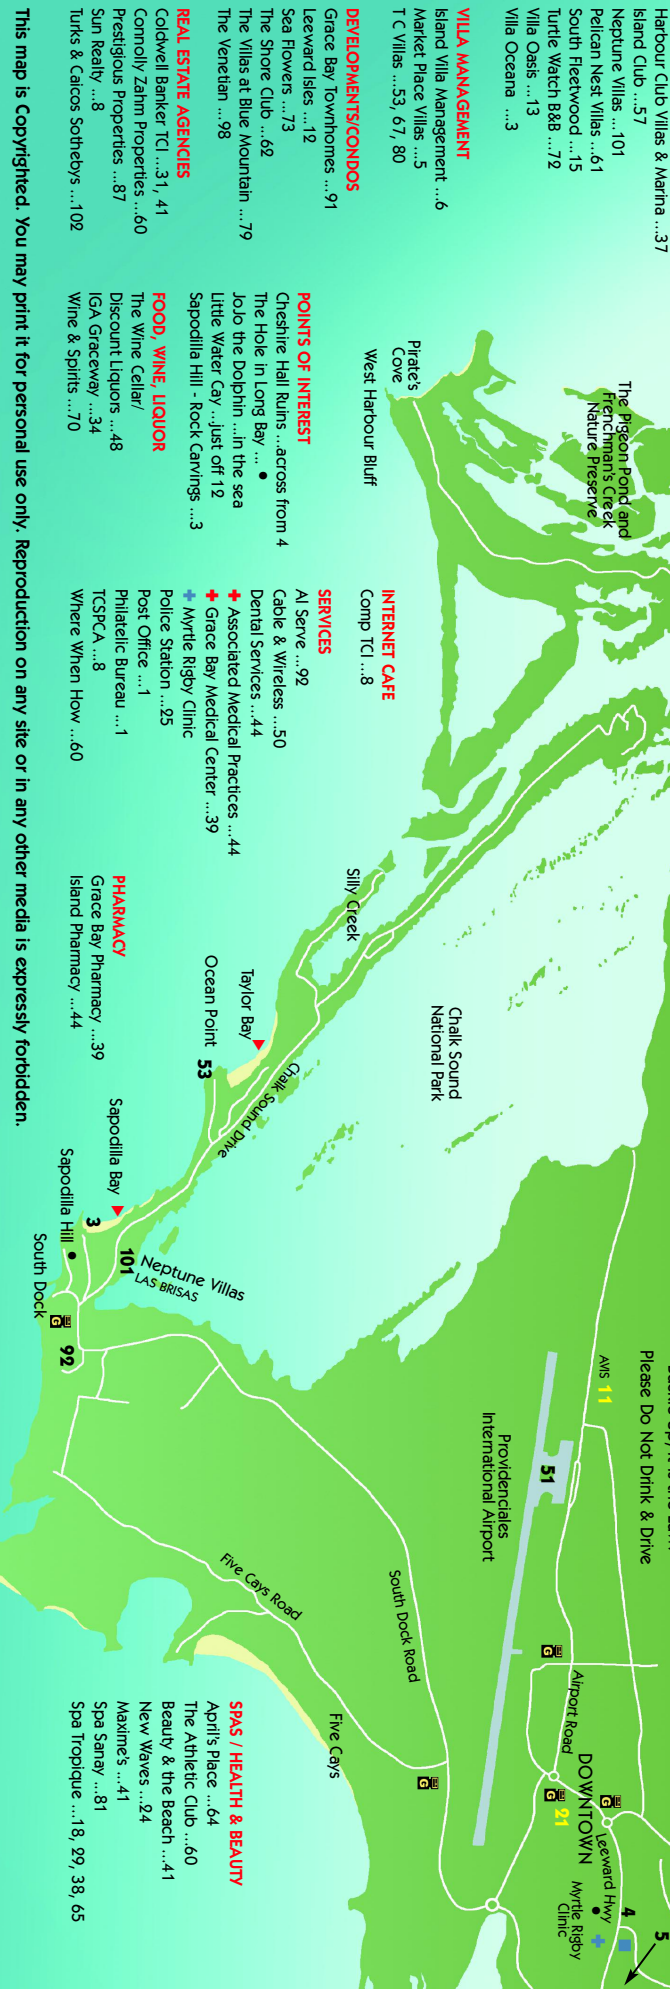 Harbour Club Villas & Marina ...37
Island Club ...57
Neptune Villas ...101
Pelican Nest Villas ...61
South Fleetwood ...15
Turtle Watch B&B ...72
Villa Oasis ...13
Villa Oceana ...3
VILLA MANAGEMENT
Island Villa Management ...6
Market Place Villas ...5
T C Villas ...53, 67, 80
DEVELOPMENTS/CONDOS
Grace Bay Townhomes ...91
Leeward Isles ...12
Sea Flowers ...73
The Shore Club ...62
The Villas at Blue Mountain ...79
The Venetian ...98
REAL ESTATE AGENCIES
Coldwell Banker TCI ...31, 41
Connolly Zahm Properties ...60
Prestigious Properties ...87
Sun Realty ...8
Turks & Caicos Sothebys ...102
POINTS OF INTEREST
Cheshire Hall Ruins ...across from 4
The Hole in Long Bay ... •
JoJo the Dolphin ...in the sea
Little Water Cay ...just off 12
Sapodilla Hill - Rock Carvings ...3
FOOD, WINE, LIQUOR
The Wine Cellar/
Discount Liquors ...48
IGA Graceway ...34
Wine & Spirits ...70
INTERNET CAFE
Comp TCI ...8
SERVICES
Al Serve ...92
Cable & Wireless ...50
Dental Services ...44
Associated Medical Practices ...44
Grace Bay Medical Center ...39
Myrtle Rigby Clinic
Police Station ...25
Post Office ...1
Philatelic Bureau ...1
TCSPCA ...8
Where When How ...60
PHARMACY
Grace Bay Pharmacy ...39
Island Pharmacy ...44
SPAS / HEALTH & BEAUTY
April's Place ...64
The Athletic Club ...60
Beauty & the Beach ...41
New Waves ...24
Maxime's ...41
Spa Sanay ...81
Spa Tropique ...18, 29, 38, 65
The Pigeon Pond and
Frenchman's Creek
Nature Preserve
Pirate's
Cove
West Harbour Bluff
Silly Creek
Chalk Sound
National Park
Taylor Bay
Ocean Point
53
Chalk Sound Drive
Sapodilla Bay
3
Sapodilla Hill
101
Neptune Villas
LAS BRISAS
South Dock
G
92
Please Do Not Drink & Drive
AVIS 11
51
Providenciales
International Airport
Five Cays Road
South Dock Road
Five Cays
G
Airport Road
G
DOWNTOWN
G
21
G
Leeward Hwy
4
5
Myrtle Rigby
Clinic
This map is Copyrighted. You may print it for personal use only. Reproduction on any site or in any other media is expressly forbidden.